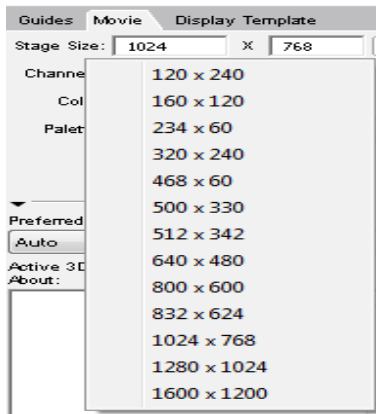 Guides Movie Display Template
Stage Size: 1024 X 768
120 x 240
160 x 120
234 x 60
320 x 240
468 x 60
500 x 330
512 x 342
640 x 480
800 x 600
832 x 624
1024 x 768
1280 x 1024
1600 x 1200
Channe
Col
Palet
Preferred
Auto
Active 3D
About: